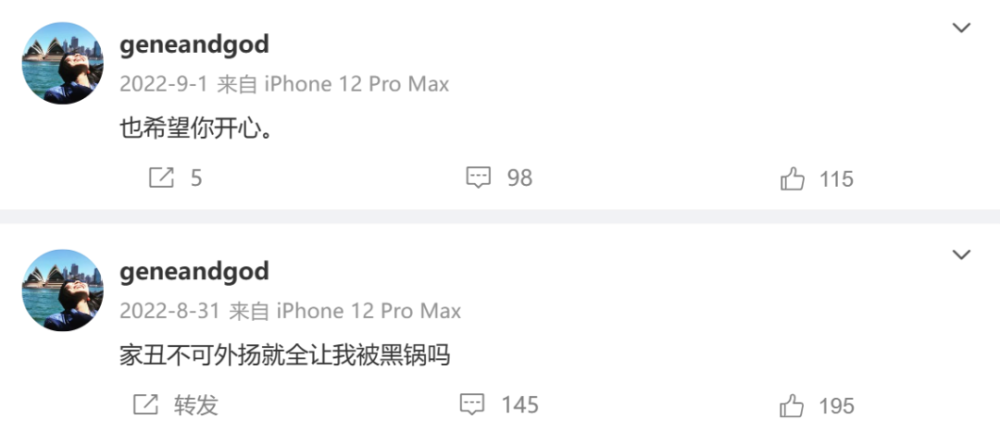 geneandgod
2022-9-1 来自 iPhone 12 Pro Max
也希望你开心。
5 98 115
geneandgod
2022-8-31 来自 iPhone 12 Pro Max
家丑不可外扬就全让我被黑锅吗
转发 145 195